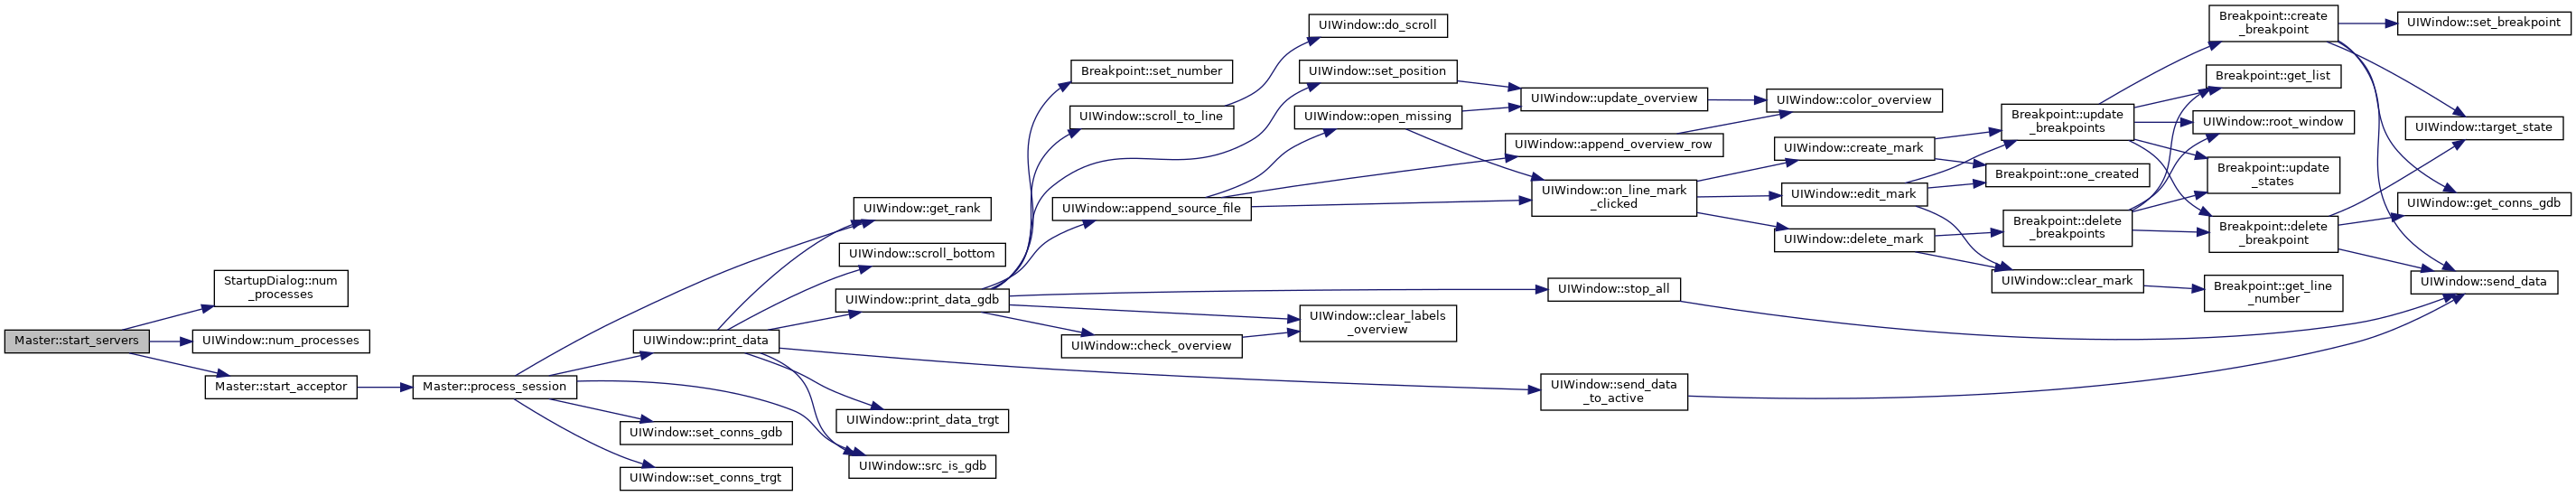 Master::start_servers
StartupDialog::num
_processes
UIWindow::num_processes
Master::start_acceptor
Master::process_session
UIWindow::get_rank
UIWindow::scroll_bottom
UIWindow::print_data_gdb
UIWindow::print_data
UIWindow::print_data_trgt
UIWindow::set_conns_gdb
UIWindow::src_is_gdb
UIWindow::set_conns_trgt
Breakpoint::set_number
UIWindow::scroll_to_line
UIWindow::append_source_file
UIWindow::check_overview
UIWindow::do_scroll
UIWindow::set_position
UIWindow::open_missing
UIWindow::clear_labels
_overview
UIWindow::update_overview
UIWindow::append_overview_row
UIWindow::on_line_mark
_clicked
UIWindow::stop_all
UIWindow::send_data
_to_active
UIWindow::color_overview
UIWindow::create_mark
UIWindow::edit_mark
UIWindow::delete_mark
Breakpoint::update
_breakpoints
Breakpoint::one_created
Breakpoint::delete
_breakpoints
UIWindow::clear_mark
Breakpoint::create
_breakpoint
Breakpoint::get_list
UIWindow::root_window
Breakpoint::update
_states
Breakpoint::delete
_breakpoint
Breakpoint::get_line
_number
UIWindow::set_breakpoint
UIWindow::target_state
UIWindow::get_conns_gdb
UIWindow::send_data